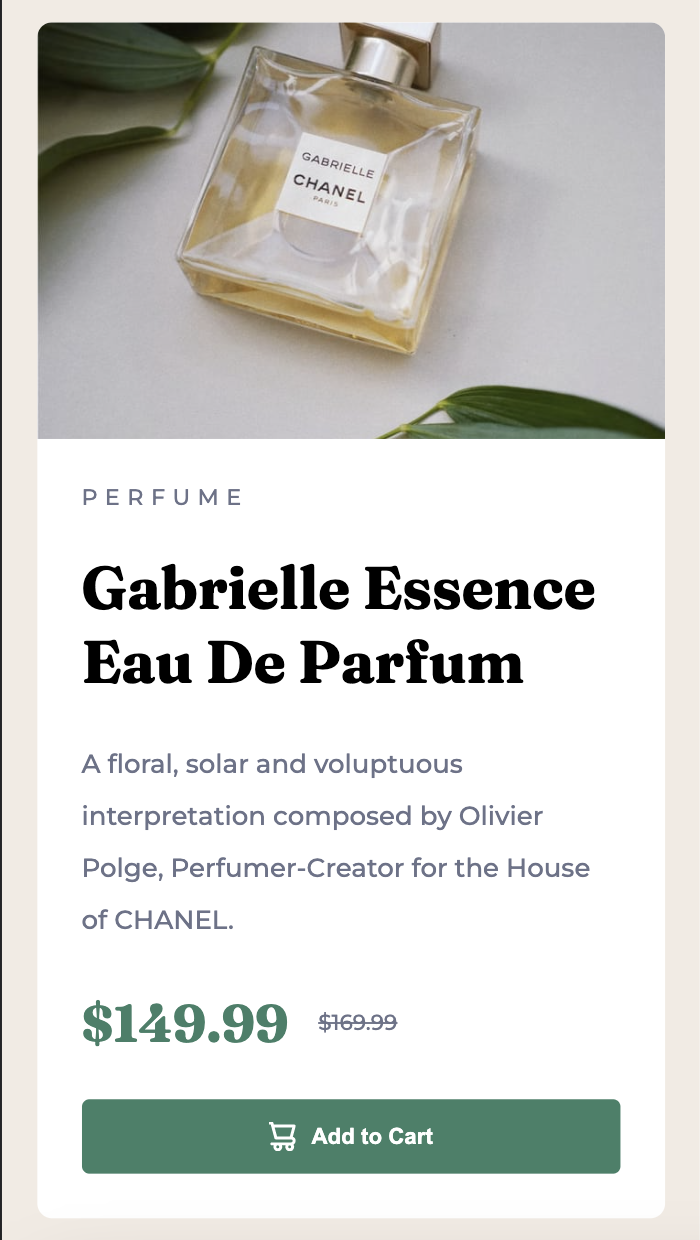 GABRIELLE
CHANEL
PARIS
PERFUME
Gabrielle Essence
Eau De Parfum
A floral, solar and voluptuous
interpretation composed by Olivier
Polge, Perfumer-Creator for the House
of CHANEL.
$149.99 $169.99
Add to Cart